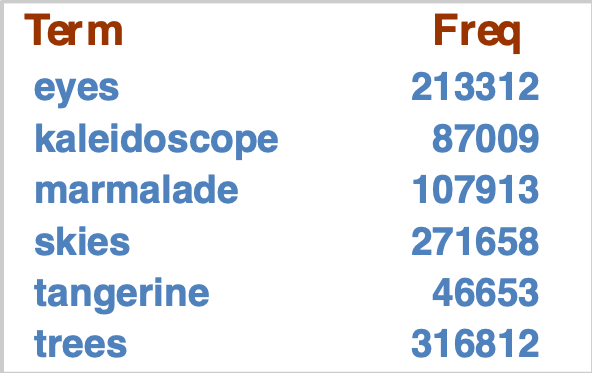 Term Freq
eyes 213312
kaleidoscope 87009
marmalade 107913
skies 271658
tangerine 46653
trees 316812